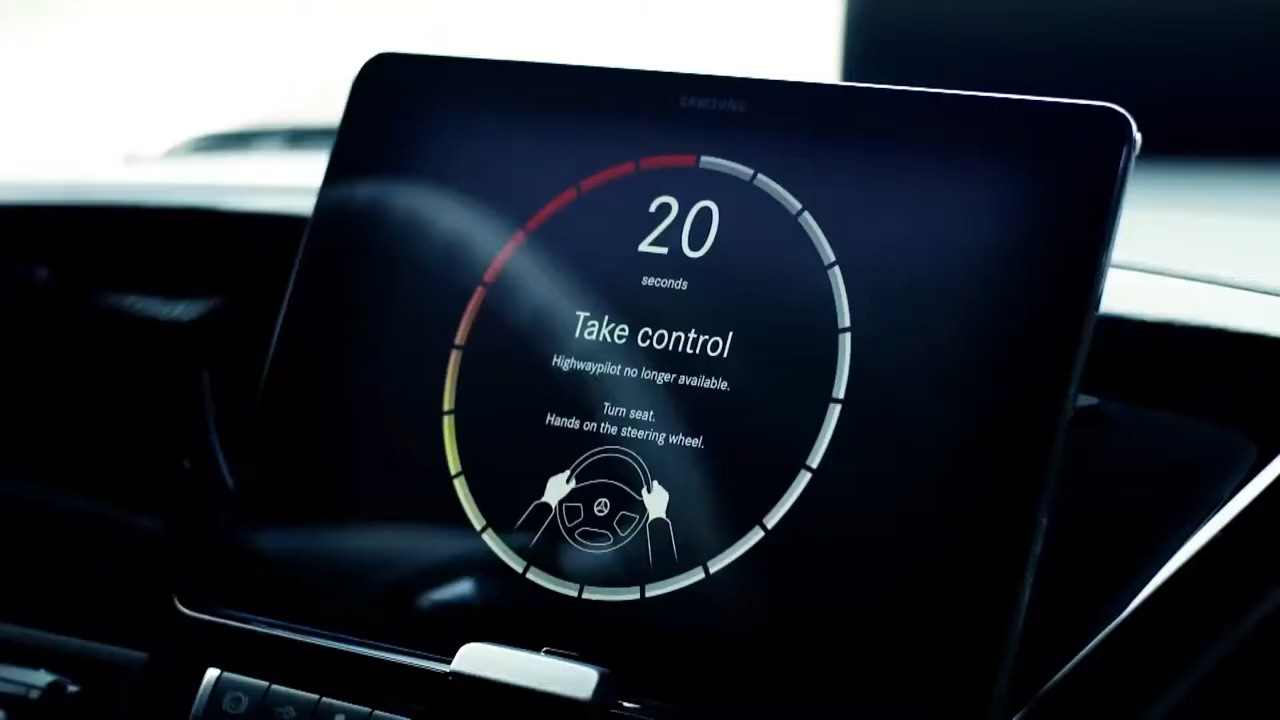 SAMSUNG
20
seconds
Take control
Highwaypilot no longer available.
Turn seat.
Hands on the steering wheel.